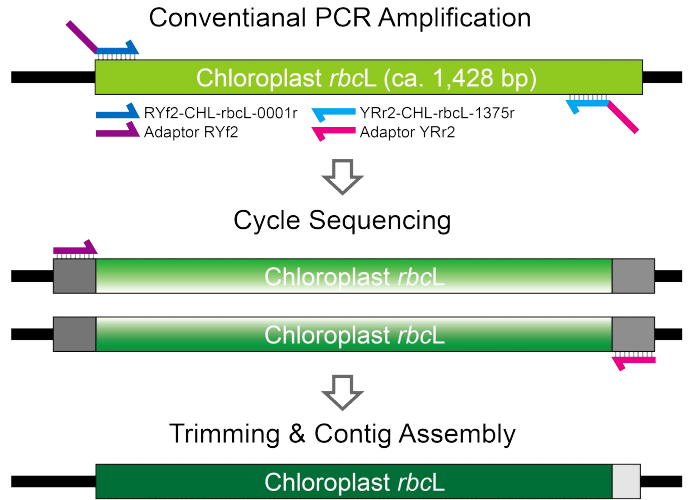 Conventianal PCR Amplification
Chloroplast rbcL (ca. 1,428 bp)
RYf2-CHL-rbcL-0001r YRr2-CHL-rbcL-1375r
Adaptor RYf2 Adaptor YRr2
Cycle Sequencing
Chloroplast rbcL
Chloroplast rbcL
Trimming & Contig Assembly
Chloroplast rbcL